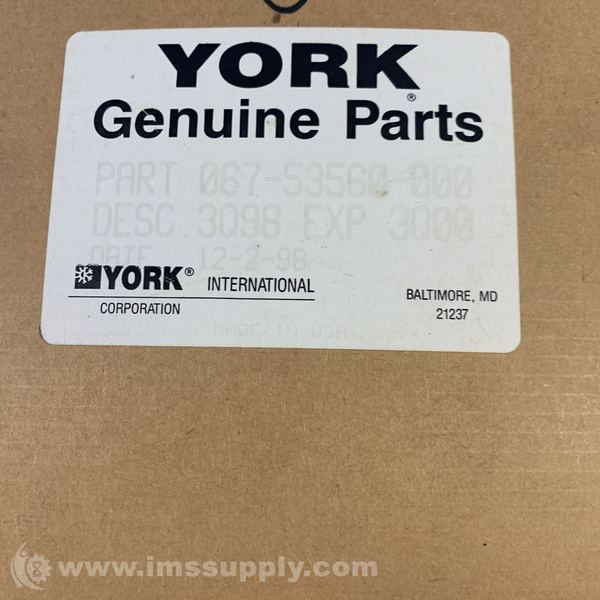 YORK®
Genuine Parts
PART 067-53560-000
DESC 3Q98 EXP 3Q00
DATE 12-2-98
YORK® INTERNATIONAL
CORPORATION
BALTIMORE, MD
21237
MADE IN USA
www.imssupply.com